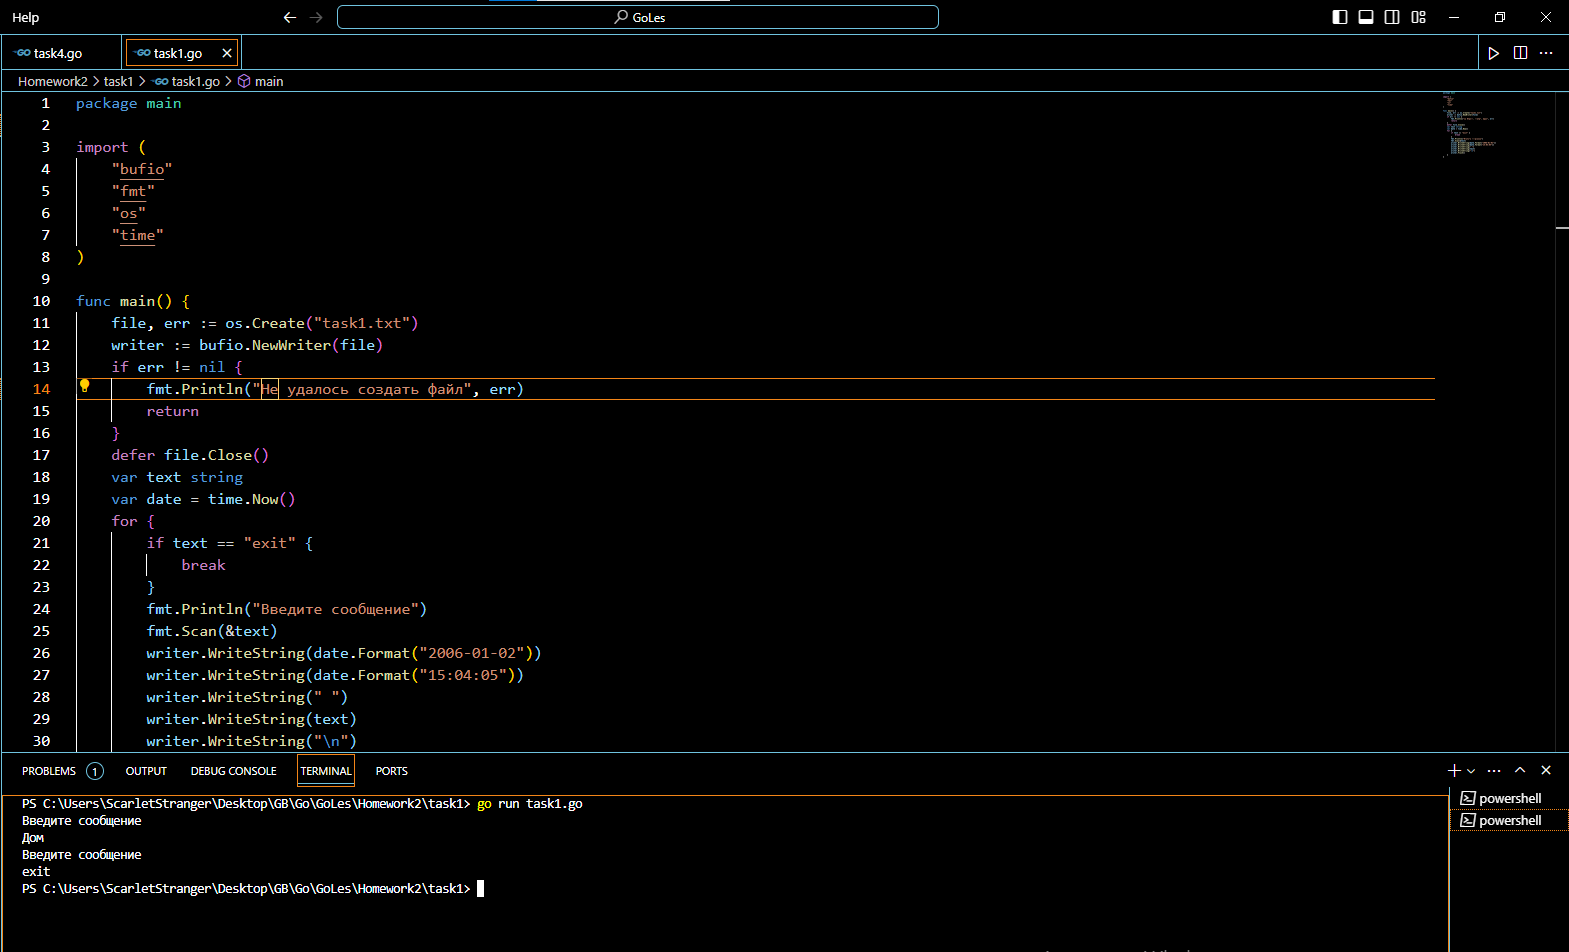 Help
GoLes
task4.go
task1.go
Homework2 > task1 > task1.go > main
1 package main
2
3 import (
4 "bufio"
5 "fmt"
6 "os"
7 "time"
8 )
9
10 func main() {
11 file, err := os.Create("task1.txt")
12 writer := bufio.NewWriter(file)
13 if err != nil {
14 fmt.Println("Не удалось создать файл", err)
15 return
16 }
17 defer file.Close()
18 var text string
19 var date = time.Now()
20 for {
21 if text == "exit" {
22 break
23 }
24 fmt.Println("Введите сообщение")
25 fmt.Scan(&text)
26 writer.WriteString(date.Format("2006-01-02"))
27 writer.WriteString(date.Format("15:04:05"))
28 writer.WriteString(" ")
29 writer.WriteString(text)
30 writer.WriteString("\n")
PROBLEMS 1 OUTPUT DEBUG CONSOLE TERMINAL PORTS
PS C:\Users\ScarletStranger\Desktop\GB\Go\GoLes\Homework2\task1> go run task1.go
Введите сообщение
Дом
Введите сообщение
exit
PS C:\Users\ScarletStranger\Desktop\GB\Go\GoLes\Homework2\task1>
powershell
powershell